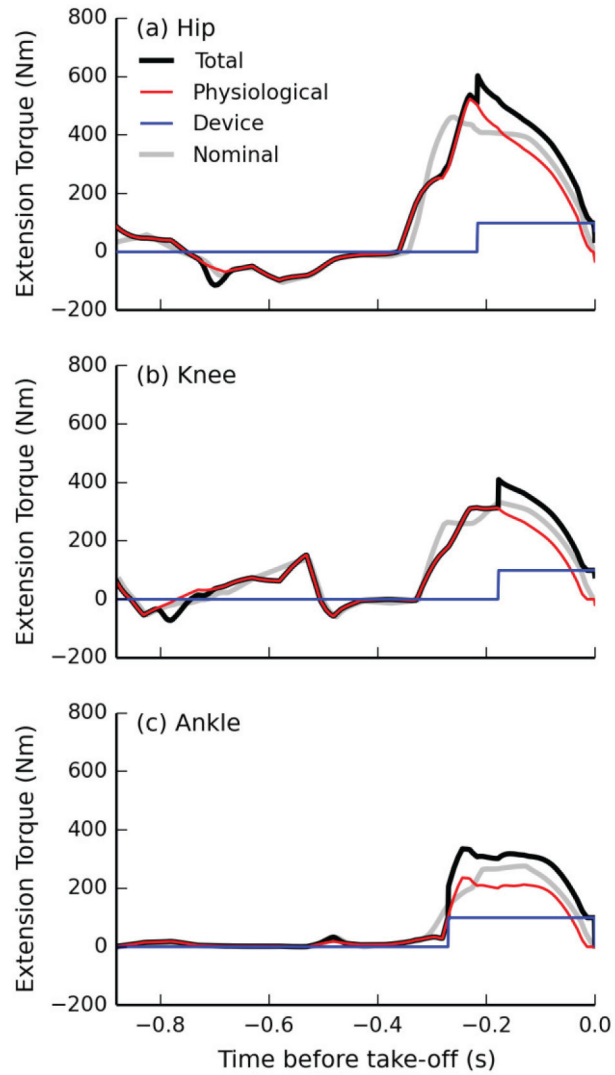 (a) Hip
Total
Physiological
Device
Nominal
Extension Torque (Nm)
800
600
400
200
0
−200
(b) Knee
Extension Torque (Nm)
800
600
400
200
0
−200
(c) Ankle
Extension Torque (Nm)
800
600
400
200
0
−200
−0.8 −0.6 −0.4 −0.2 0.0
Time before take-off (s)